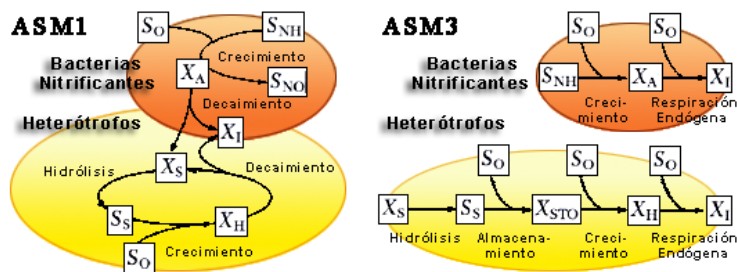 ASM1
S_O
S_NH
Crecimiento
Bacterias
Nitrificantes
X_A
S_NO
Decaimiento
Heterótrofos
X_I
X_S
Hidrólisis
Decaimiento
S_S
X_H
S_O
Crecimiento
ASM3
S_O
S_O
Bacterias
Nitrificantes
S_NH
X_A
X_I
Creci-
miento
Respiración
Endógena
Heterótrofos
S_O
S_O
S_O
X_S
S_S
X_STO
X_H
X_I
Hidrólisis
Almacena-
miento
Creci-
miento
Respiración
Endógena